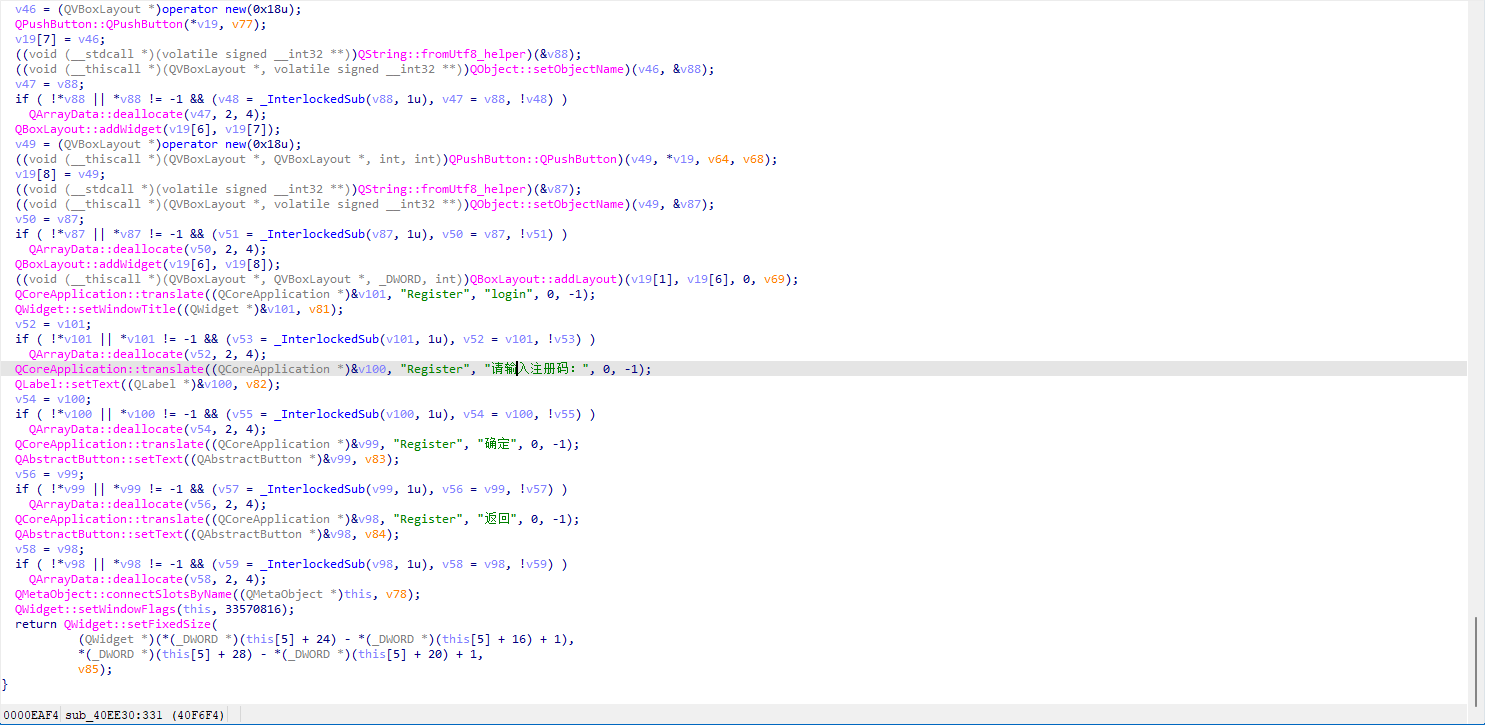 v46 = (QVBoxLayout *)operator new(0x18u);
QPushButton::QPushButton(*v19, v77);
v19[7] = v46;
((void (__stdcall *)(volatile signed __int32 **))QString::fromUtf8_helper)(&v88);
((void (__thiscall *)(QVBoxLayout *, volatile signed __int32 **))QObject::setObjectName)(v46, &v88);
v47 = v88;
if ( !*v88 || *v88 != -1 && (v48 = _InterlockedSub(v88, 1u), v47 = v88, !v48) )
QArrayData::deallocate(v47, 2, 4);
QBoxLayout::addWidget(v19[6], v19[7]);
v49 = (QVBoxLayout *)operator new(0x18u);
((void (__thiscall *)(QVBoxLayout *, QVBoxLayout *, int, int))QPushButton::QPushButton)(v49, *v19, v64, v68);
v19[8] = v49;
((void (__stdcall *)(volatile signed __int32 **))QString::fromUtf8_helper)(&v87);
((void (__thiscall *)(QVBoxLayout *, volatile signed __int32 **))QObject::setObjectName)(v49, &v87);
v50 = v87;
if ( !*v87 || *v87 != -1 && (v51 = _InterlockedSub(v87, 1u), v50 = v87, !v51) )
QArrayData::deallocate(v50, 2, 4);
QBoxLayout::addWidget(v19[6], v19[8]);
((void (__thiscall *)(QVBoxLayout *, QVBoxLayout *, _DWORD, int))QBoxLayout::addLayout)(v19[1], v19[6], 0, v69);
QCoreApplication::translate((QCoreApplication *)&v101, "Register", "login", 0, -1);
QWidget::setWindowTitle((QWidget *)&v101, v81);
v52 = v101;
if ( !*v101 || *v101 != -1 && (v53 = _InterlockedSub(v101, 1u), v52 = v101, !v53) )
QArrayData::deallocate(v52, 2, 4);
QCoreApplication::translate((QCoreApplication *)&v100, "Register", "请输入注册码：", 0, -1);
QLabel::setText((QLabel *)&v100, v82);
v54 = v100;
if ( !*v100 || *v100 != -1 && (v55 = _InterlockedSub(v100, 1u), v54 = v100, !v55) )
QArrayData::deallocate(v54, 2, 4);
QCoreApplication::translate((QCoreApplication *)&v99, "Register", "确定", 0, -1);
QAbstractButton::setText((QAbstractButton *)&v99, v83);
v56 = v99;
if ( !*v99 || *v99 != -1 && (v57 = _InterlockedSub(v99, 1u), v56 = v99, !v57) )
QArrayData::deallocate(v56, 2, 4);
QCoreApplication::translate((QCoreApplication *)&v98, "Register", "返回", 0, -1);
QAbstractButton::setText((QAbstractButton *)&v98, v84);
v58 = v98;
if ( !*v98 || *v98 != -1 && (v59 = _InterlockedSub(v98, 1u), v58 = v98, !v59) )
QArrayData::deallocate(v58, 2, 4);
QMetaObject::connectSlotsByName((QMetaObject *)this, v78);
QWidget::setWindowFlags(this, 33570816);
return QWidget::setFixedSize(
(QWidget *)(*(_DWORD *)(this[5] + 24) - *(_DWORD *)(this[5] + 16) + 1),
*(_DWORD *)(this[5] + 28) - *(_DWORD *)(this[5] + 20) + 1,
v85);
}
0000EAF4 sub_40EE30:331 (40F6F4)